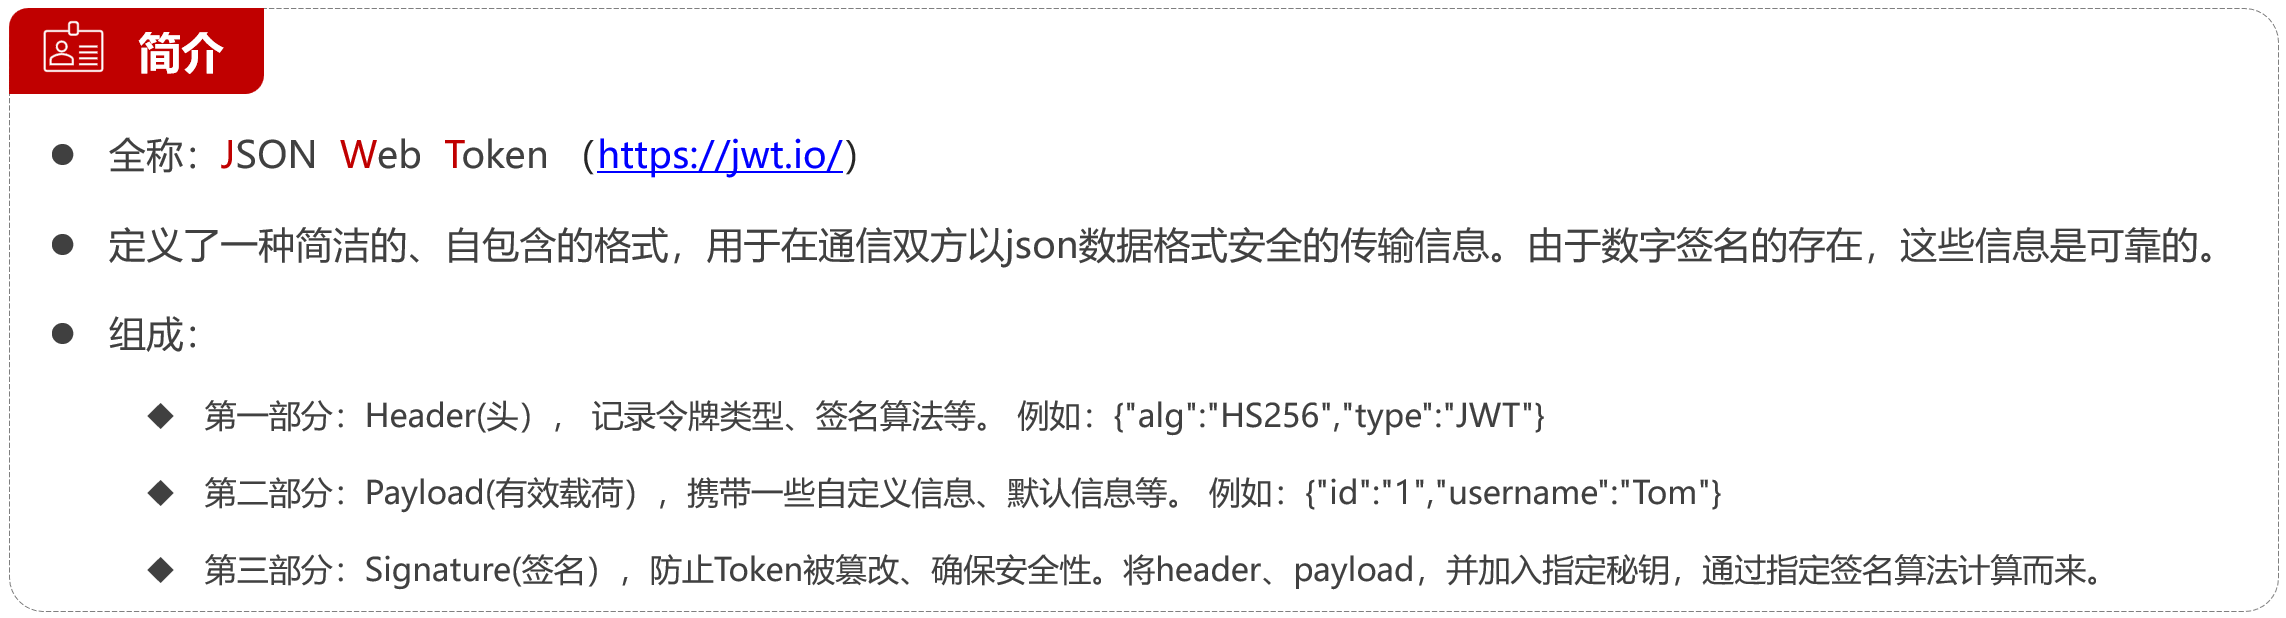 简介
全称：JSON Web Token （https://jwt.io/）
定义了一种简洁的、自包含的格式，用于在通信双方以json数据格式安全的传输信息。由于数字签名的存在，这些信息是可靠的。
组成：
第一部分：Header(头）， 记录令牌类型、签名算法等。 例如：{"alg":"HS256","type":"JWT"}
第二部分：Payload(有效载荷），携带一些自定义信息、默认信息等。 例如：{"id":"1","username":"Tom"}
第三部分：Signature(签名），防止Token被篡改、确保安全性。将header、payload，并加入指定秘钥，通过指定签名算法计算而来。